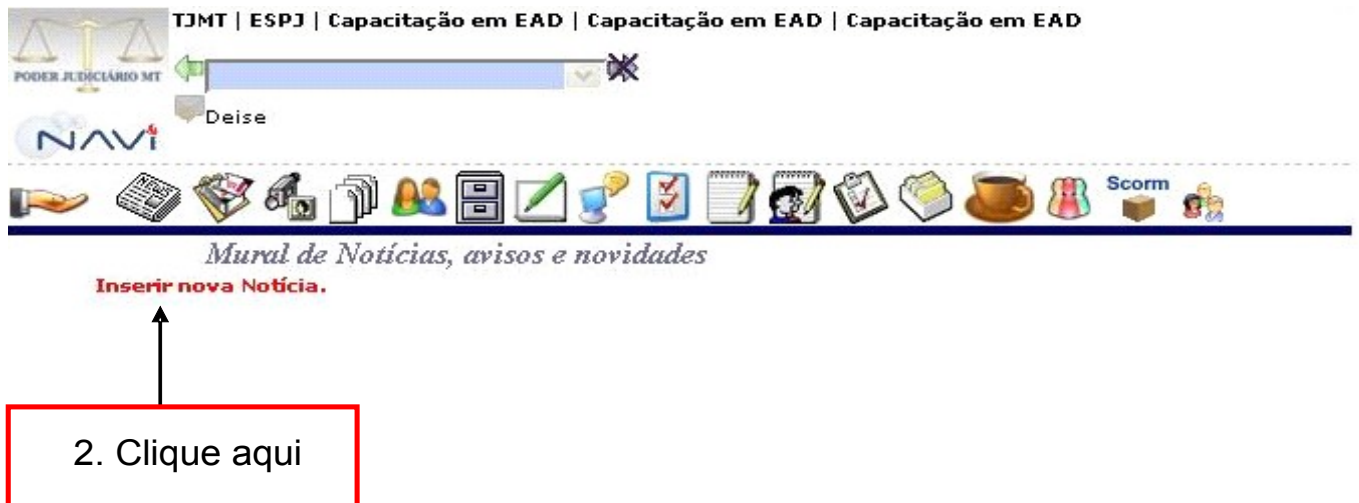 TJMT | ESPJ | Capacitação em EAD | Capacitação em EAD | Capacitação em EAD
PODER JUDICIÁRIO MT
Deise
NAVi
NEWS
Scorm
Mural de Notícias, avisos e novidades
Inserir nova Notícia.
2. Clique aqui